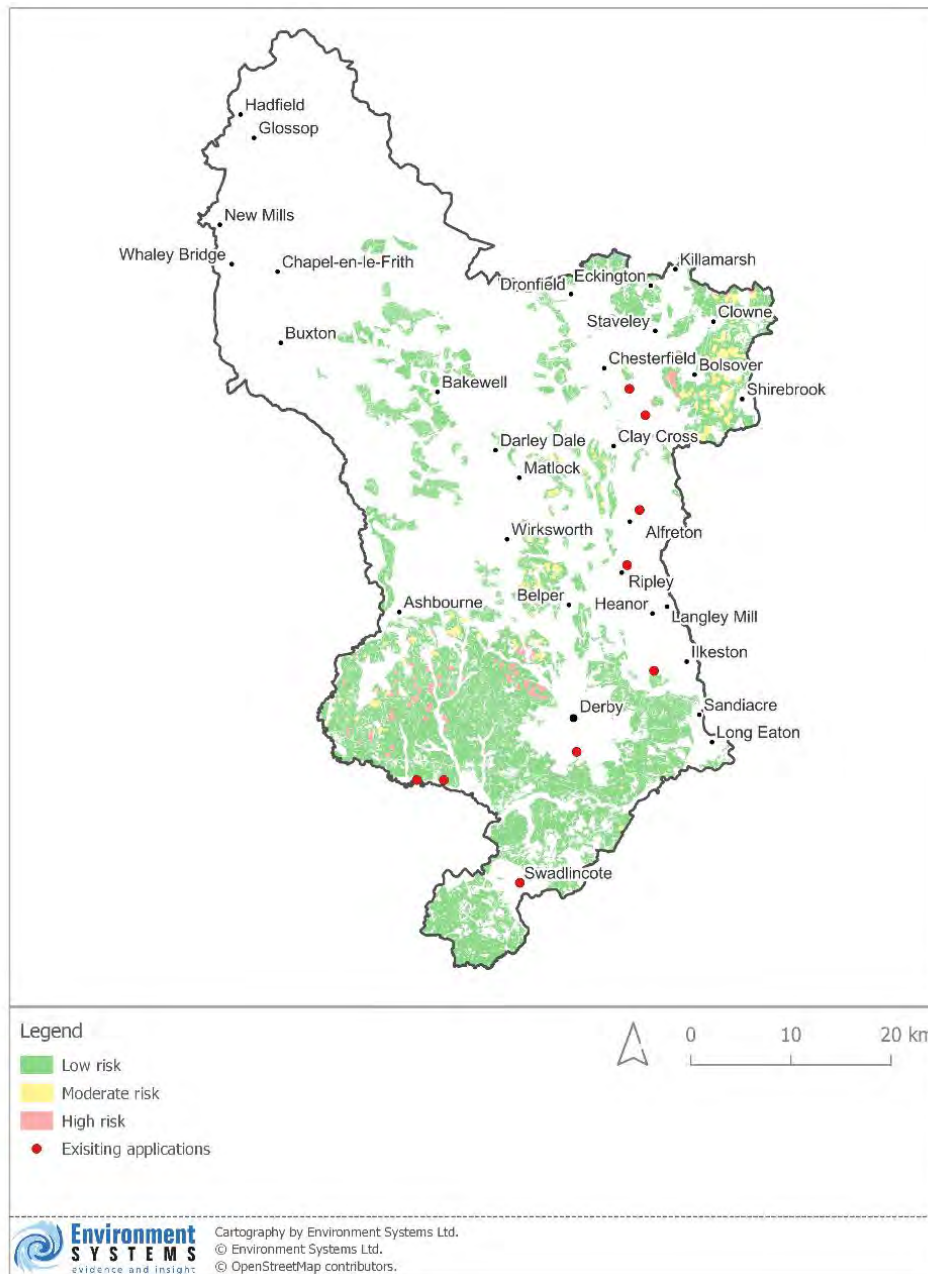 Hadfield
Glossop
New Mills
Whaley Bridge
Chapel-en-le-Frith
Killamarsh
Dronfield
Eckington
Clowne
Staveley
Buxton
Chesterfield
Bolsover
Bakewell
Shirebrook
Clay Cross
Darley Dale
Matlock
Wirksworth
Alfreton
Ripley
Ashbourne
Belper
Heanor
Langley Mill
Ilkeston
Derby
Sandiacre
Long Eaton
Swadlincote
Legend
0 10 20 km
Low risk
Moderate risk
High risk
Exisiting applications
Environment
SYSTEMS
evidence and insight
Cartography by Environment Systems Ltd.
© Environment Systems Ltd.
© OpenStreetMap contributors.